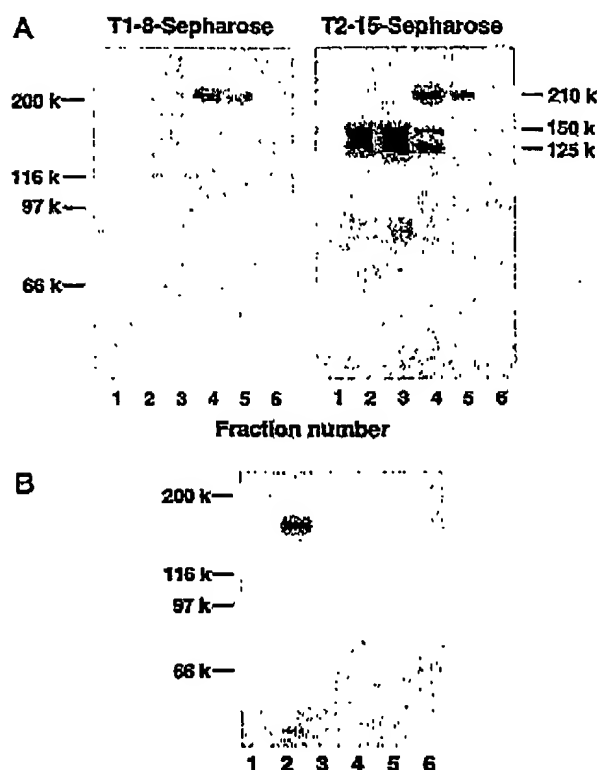 A
T1-8-Sepharose T2-15-Sepharose
200 k
116 k
97 k
66 k
210 k
150 k
125 k
1 2 3 4 5 6 1 2 3 4 5 6
Fraction number
B
200 k
116 k
97 k
66 k
1 2 3 4 5 6